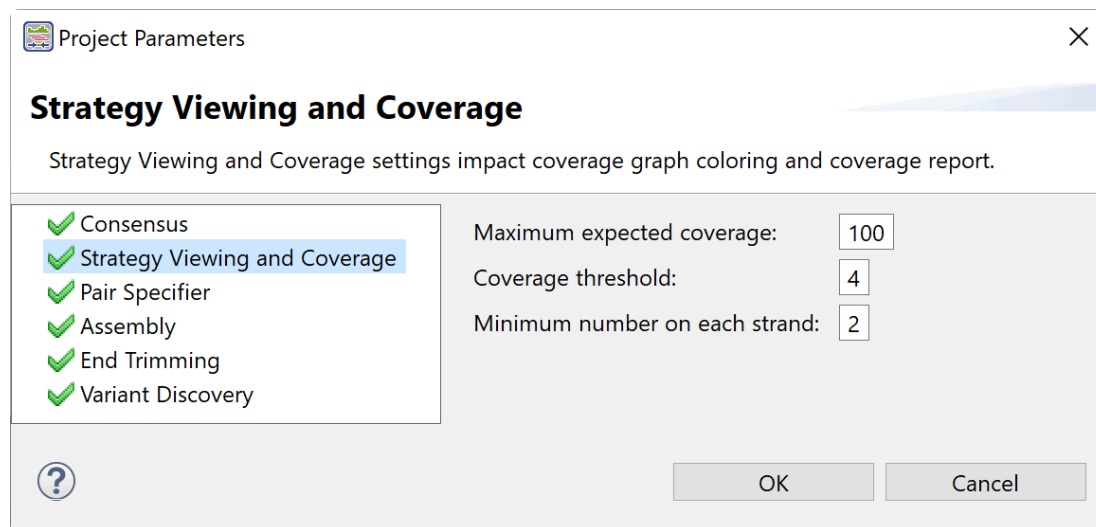 Project Parameters
Strategy Viewing and Coverage
Strategy Viewing and Coverage settings impact coverage graph coloring and coverage report.
Consensus
Strategy Viewing and Coverage
Pair Specifier
Assembly
End Trimming
Variant Discovery
Maximum expected coverage: 100
Coverage threshold: 4
Minimum number on each strand: 2
?
OK
Cancel